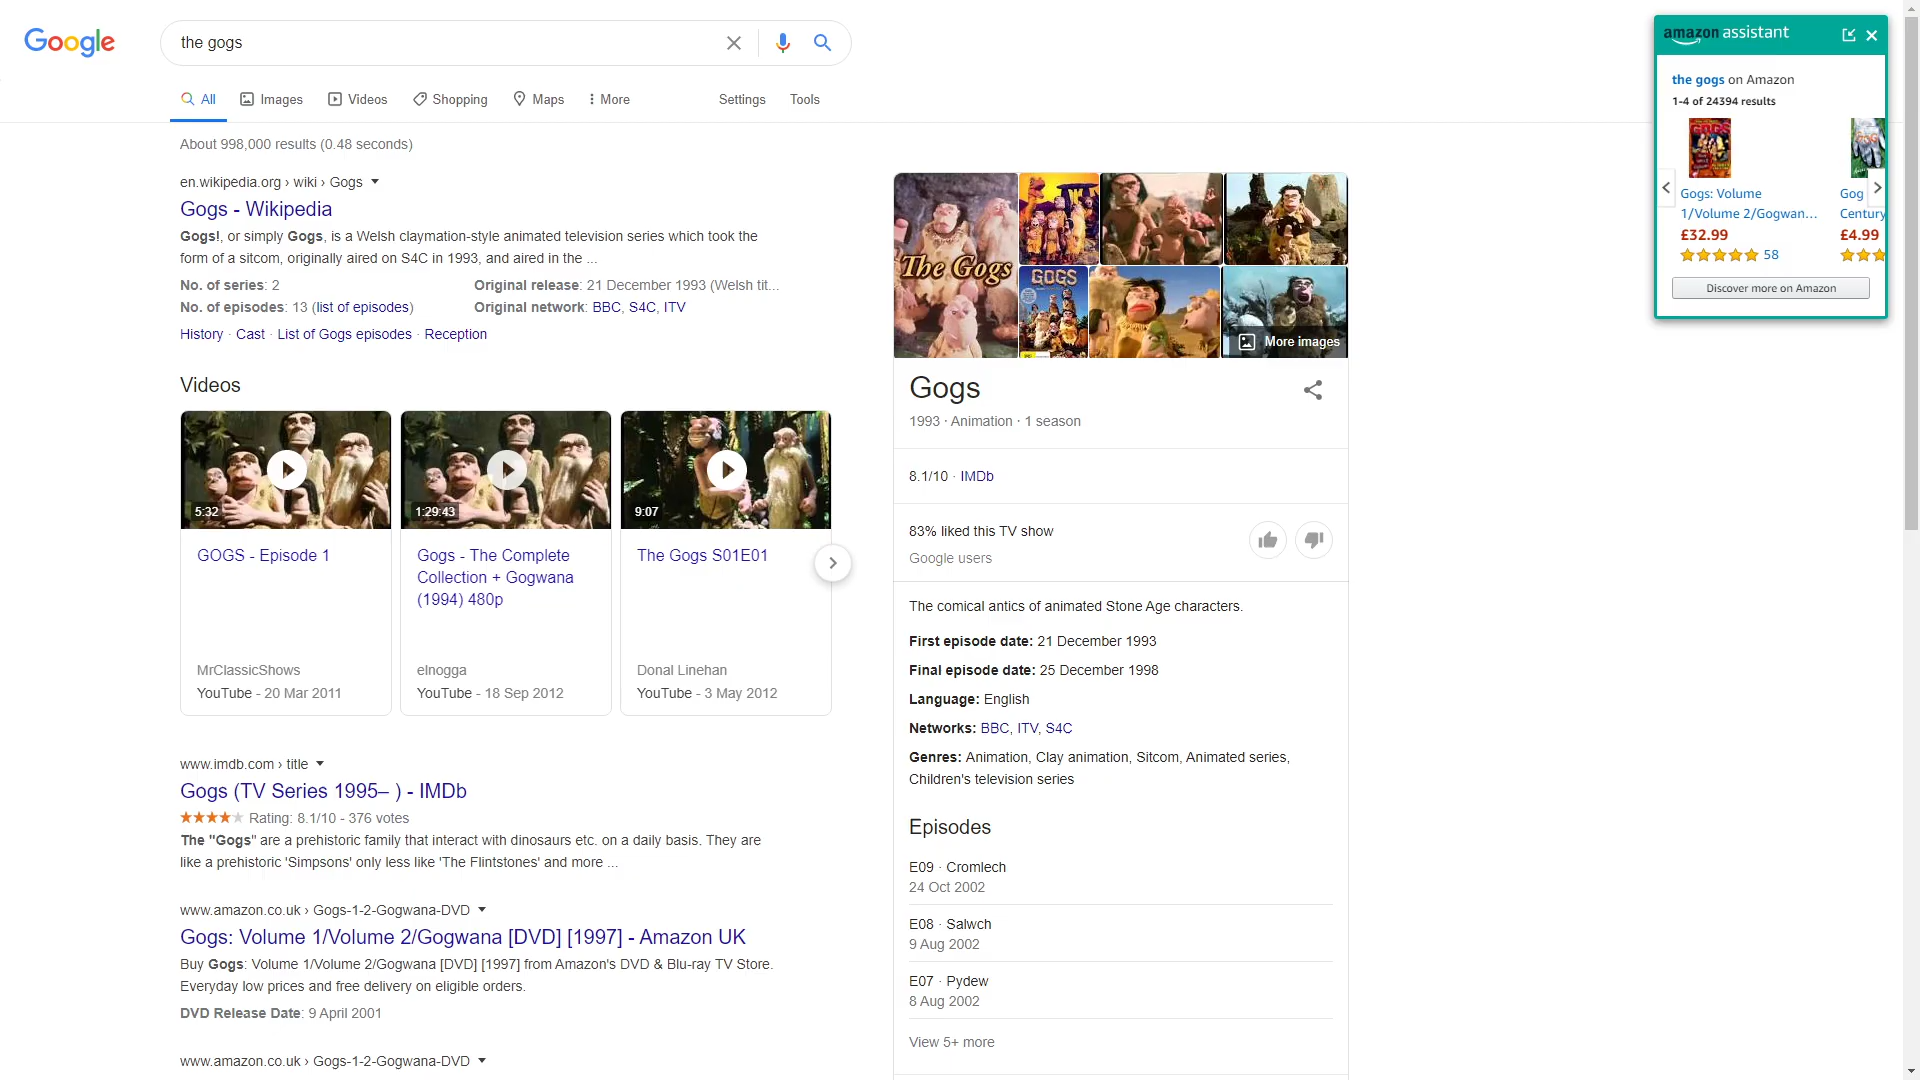 Google
the gogs
All
Images
Videos
Shopping
Maps
More
Settings
Tools
About 998,000 results (0.48 seconds)
en.wikipedia.org › wiki › Gogs
Gogs - Wikipedia
Gogs!, or simply Gogs, is a Welsh claymation-style animated television series which took the
form of a sitcom, originally aired on S4C in 1993, and aired in the ...
No. of series: 2
Original release: 21 December 1993 (Welsh tit...
No. of episodes: 13 (list of episodes)
Original network: BBC, S4C, ITV
History · Cast · List of Gogs episodes · Reception
Videos
5:32
GOGS - Episode 1
MrClassicShows
YouTube - 20 Mar 2011
1:29:43
Gogs - The Complete
Collection + Gogwana
(1994) 480p
elnogga
YouTube - 18 Sep 2012
9:07
The Gogs S01E01
Donal Linehan
YouTube - 3 May 2012
www.imdb.com › title
Gogs (TV Series 1995– ) - IMDb
Rating: 8.1/10 - 376 votes
The "Gogs" are a prehistoric family that interact with dinosaurs etc. on a daily basis. They are
like a prehistoric 'Simpsons' only less like 'The Flintstones' and more ...
www.amazon.co.uk › Gogs-1-2-Gogwana-DVD
Gogs: Volume 1/Volume 2/Gogwana [DVD] [1997] - Amazon UK
Buy Gogs: Volume 1/Volume 2/Gogwana [DVD] [1997] from Amazon's DVD & Blu-ray TV Store.
Everyday low prices and free delivery on eligible orders.
DVD Release Date: 9 April 2001
www.amazon.co.uk › Gogs-1-2-Gogwana-DVD
The Gogs
GOGS
More images
Gogs
1993 · Animation · 1 season
8.1/10 · IMDb
83% liked this TV show
Google users
The comical antics of animated Stone Age characters.
First episode date: 21 December 1993
Final episode date: 25 December 1998
Language: English
Networks: BBC, ITV, S4C
Genres: Animation, Clay animation, Sitcom, Animated series,
Children's television series
Episodes
E09 · Cromlech
24 Oct 2002
E08 · Salwch
9 Aug 2002
E07 · Pydew
8 Aug 2002
View 5+ more
amazon assistant
the gogs on Amazon
1-4 of 24394 results
GOGS
Gogs: Volume
1/Volume 2/Gogwan...
£32.99
58
Gog
Century
£4.99
Discover more on Amazon